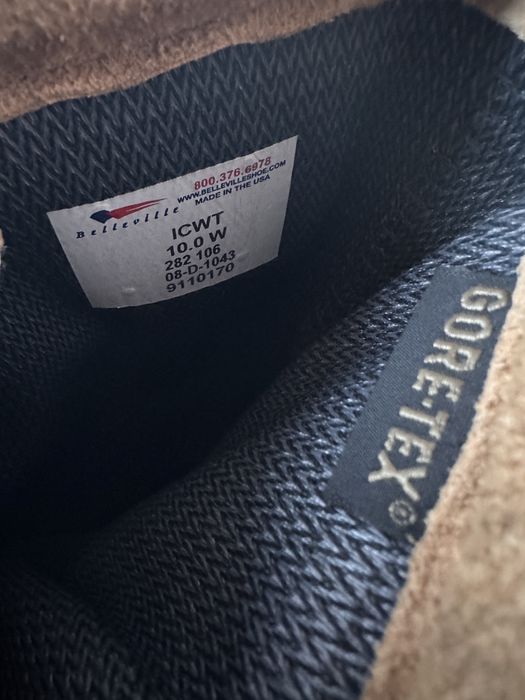 Belleville
800.376.6978
WWW.BELLEVILLESHOE.COM
MADE IN THE USA
ICWT
10.0 W
282 106
08-D-1043
9110170
GORE-TEX®